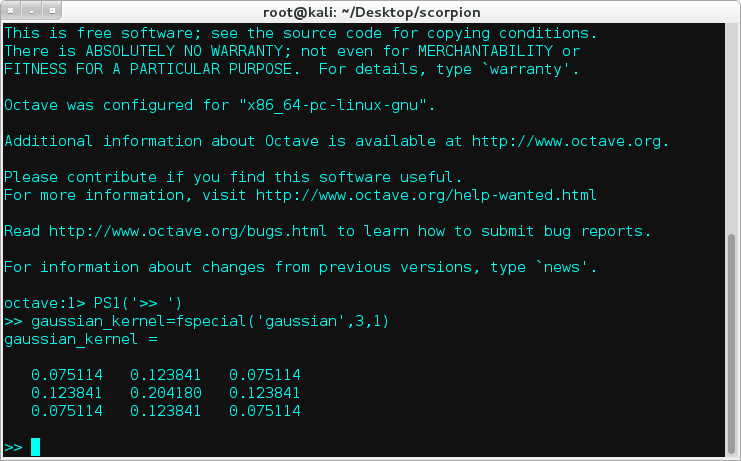 root@kali: ~/Desktop/scorpion
This is free software; see the source code for copying conditions.
There is ABSOLUTELY NO WARRANTY; not even for MERCHANTABILITY or
FITNESS FOR A PARTICULAR PURPOSE.  For details, type `warranty'.
Octave was configured for "x86_64-pc-linux-gnu".
Additional information about Octave is available at http://www.octave.org.
Please contribute if you find this software useful.
For more information, visit http://www.octave.org/help-wanted.html
Read http://www.octave.org/bugs.html to learn how to submit bug reports.
For information about changes from previous versions, type `news'.
octave:1> PS1('>> ')
>> gaussian_kernel=fspecial('gaussian',3,1)
gaussian_kernel =
0.075114   0.123841   0.075114
0.123841   0.204180   0.123841
0.075114   0.123841   0.075114
>>